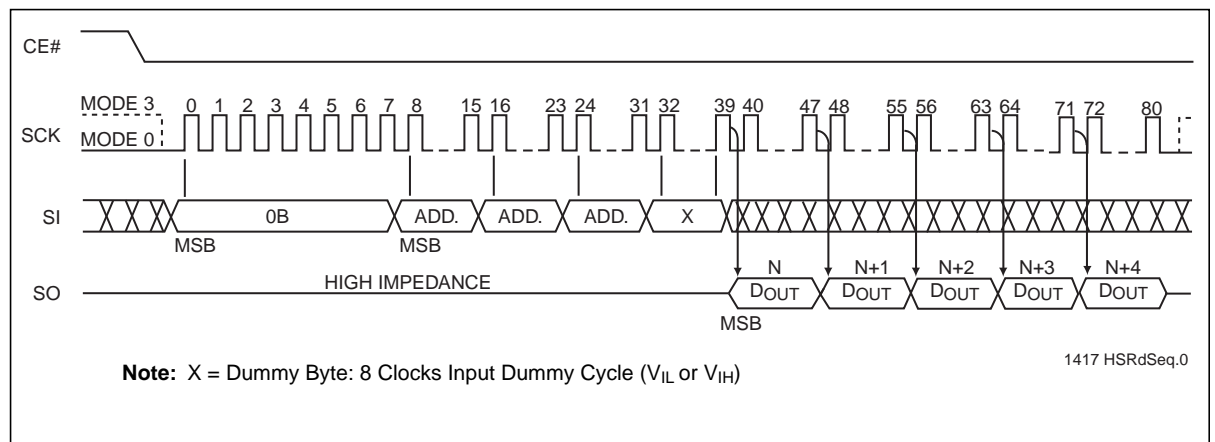 CE#
MODE 3 0 1 2 3 4 5 6 7 8 15 16 23 24 31 32 39 40 47 48 55 56 63 64 71 72 80
SCK MODE 0
SI 0B ADD. ADD. ADD. X
MSB MSB
N N+1 N+2 N+3 N+4
SO HIGH IMPEDANCE DOUT DOUT DOUT DOUT DOUT
MSB
1417 HSRdSeq.0
Note: X = Dummy Byte: 8 Clocks Input Dummy Cycle (VIL or VIH)